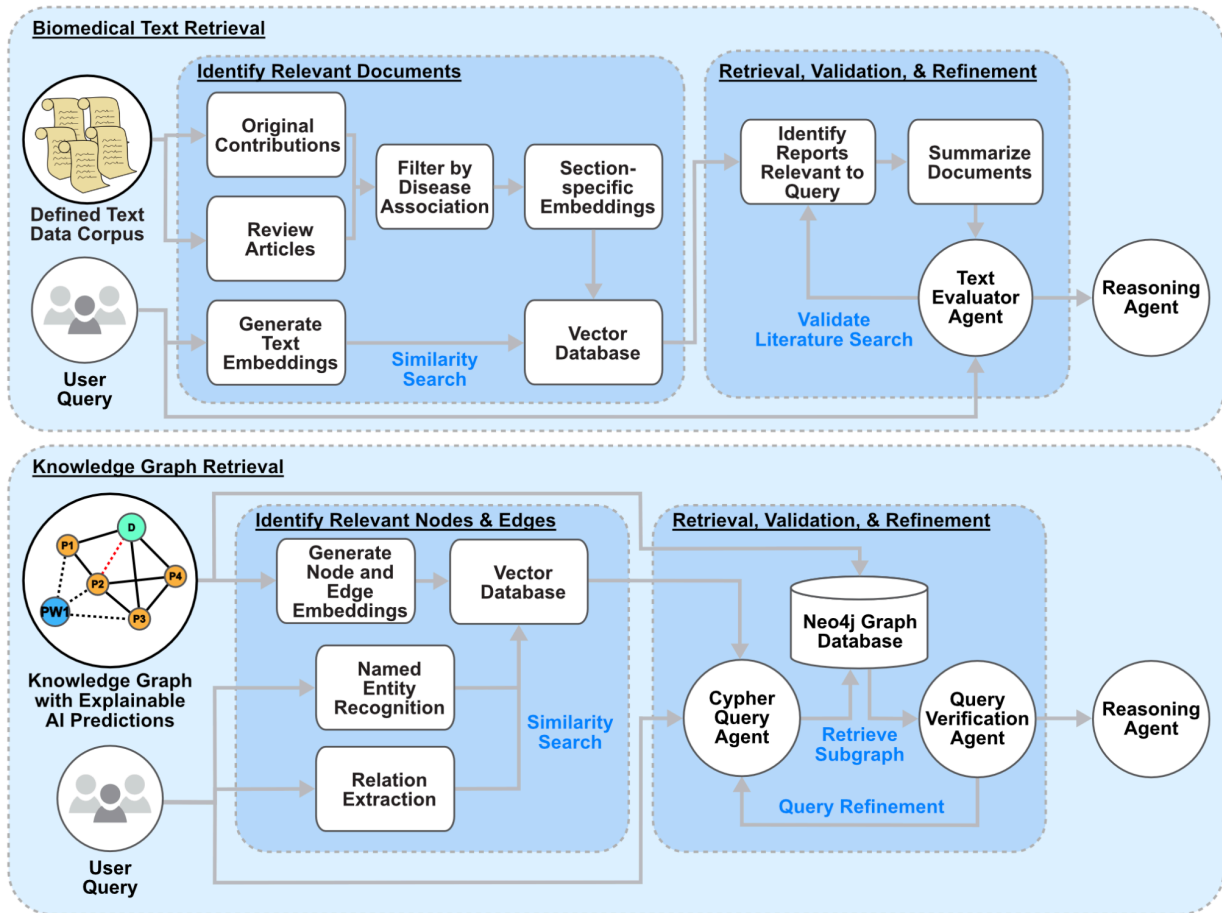 Biomedical Text Retrieval
Identify Relevant Documents
Retrieval, Validation, & Refinement
Defined Text
Data Corpus
Original
Contributions
Review
Articles
Filter by
Disease
Association
Section-
specific
Embeddings
User
Query
Generate
Text
Embeddings
Similarity
Search
Vector
Database
Identify
Reports
Relevant to
Query
Summarize
Documents
Text
Evaluator
Agent
Validate
Literature Search
Reasoning
Agent
Knowledge Graph Retrieval
Identify Relevant Nodes & Edges
Retrieval, Validation, & Refinement
D
P1
P2
P4
PW1
P3
Knowledge Graph
with Explainable
AI Predictions
Generate
Node and
Edge
Embeddings
Vector
Database
Named
Entity
Recognition
Relation
Extraction
Similarity
Search
User
Query
Neo4j Graph
Database
Cypher
Query
Agent
Retrieve
Subgraph
Query
Verification
Agent
Query Refinement
Reasoning
Agent